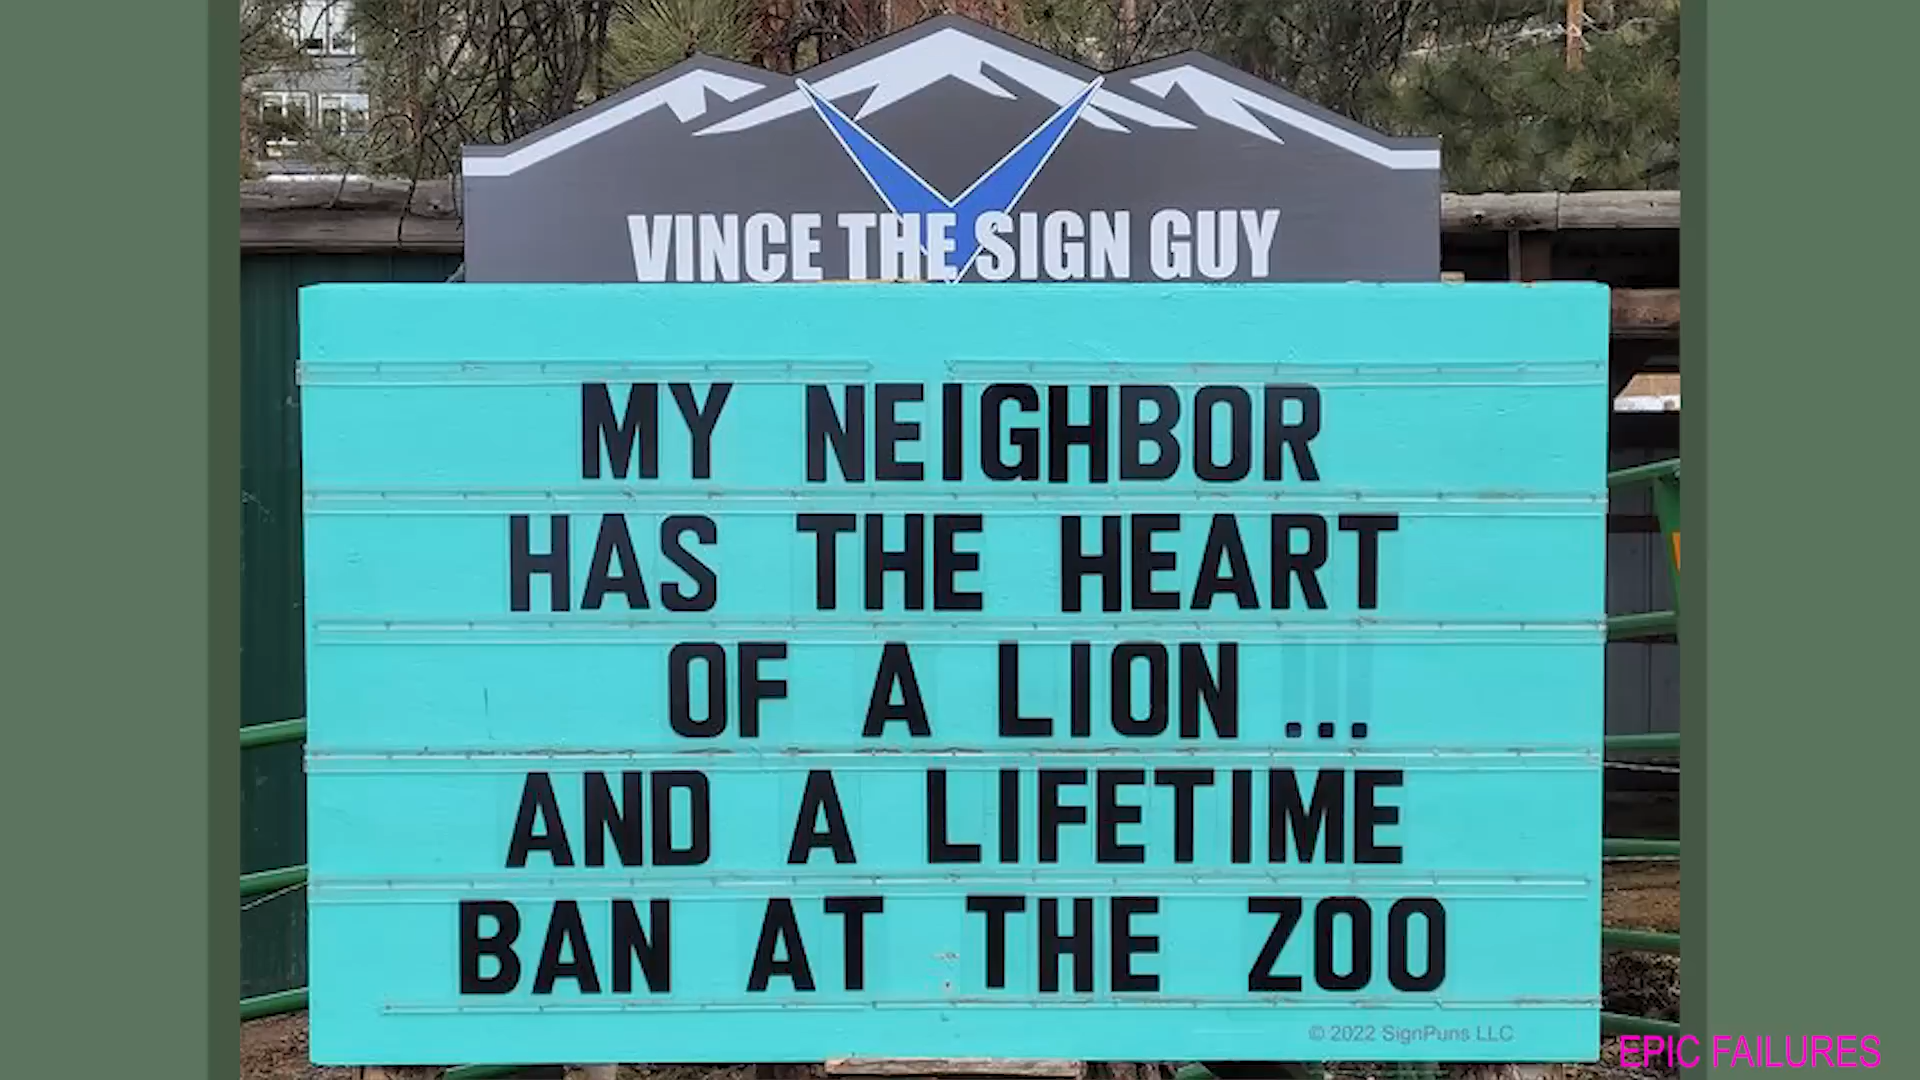 VINCE THE SIGN GUY
MY NEIGHBOR
HAS THE HEART
OF A LION ...
AND A LIFETIME
BAN AT THE ZOO
© 2022 SignPuns LLC
EPIC FAILURES